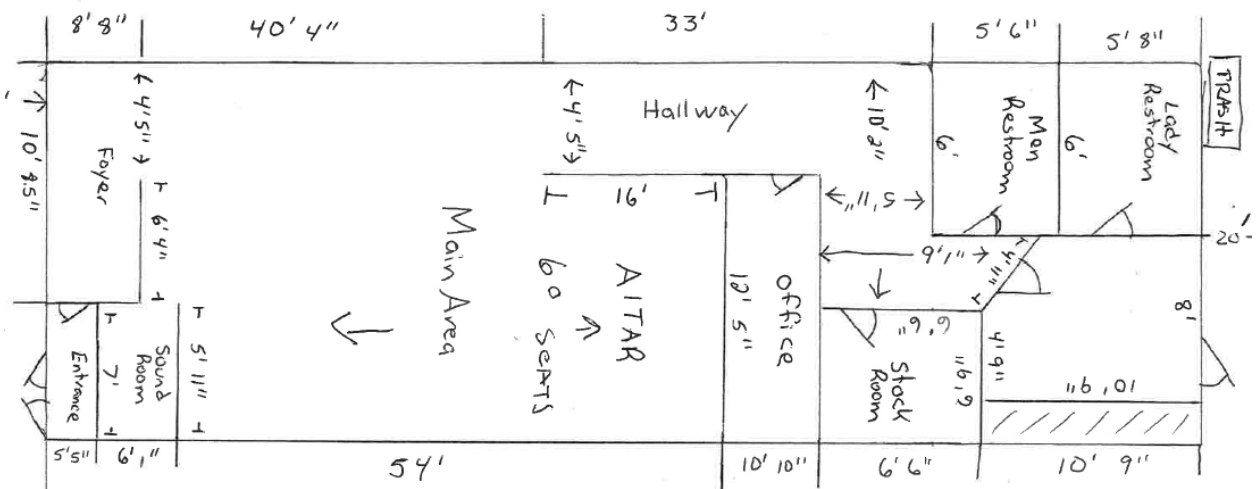 8' 8"
40' 4"
33'
5' 6"
5' 8"
TRASH
10' 8.5"
4' 5"
Foyer
6' 4"
Main Area
60 SEATS
4' 5"
Hallway
10' 2"
16'
AlTAR
12' 5"
office
5' 11"
6'
Men
Restroom
6'
Lady
Restroom
20'
9' 1"
4' 11"
8'
6' 6"
Stock
Room
6' 9"
4' 9"
10' 9"
Entrance
7'
Sound
Room
5' 11"
5' 5"
6' 1"
54'
10' 10"
6' 6"
10' 9"